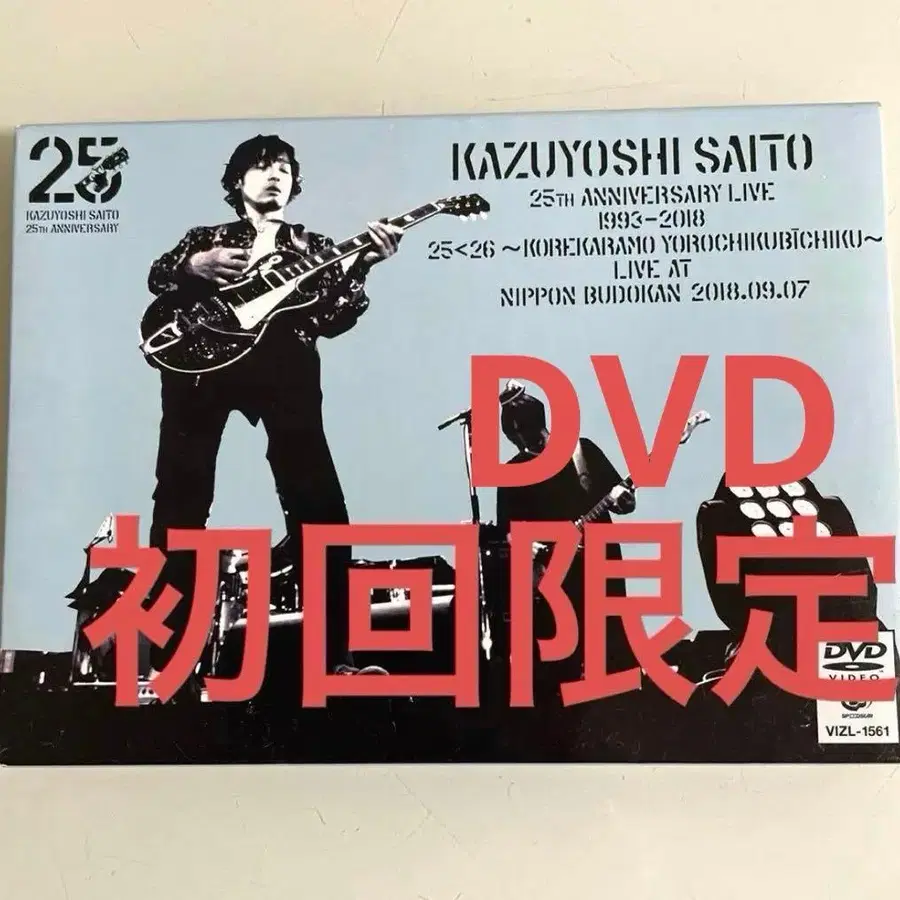 25
KAZUYOSHI SAITO
25TH ANNIVERSARY
KAZUYOSHI SAITO
25TH ANNIVERSARY LIVE
1993-2018
25<26 ~KOREKARAMO YOROCHIKUBĪCHIKU~
LIVE AT
NIPPON BUDOKAN 2018.09.07
DVD
初回限定
DVD
VIDEO
VIZL-1561